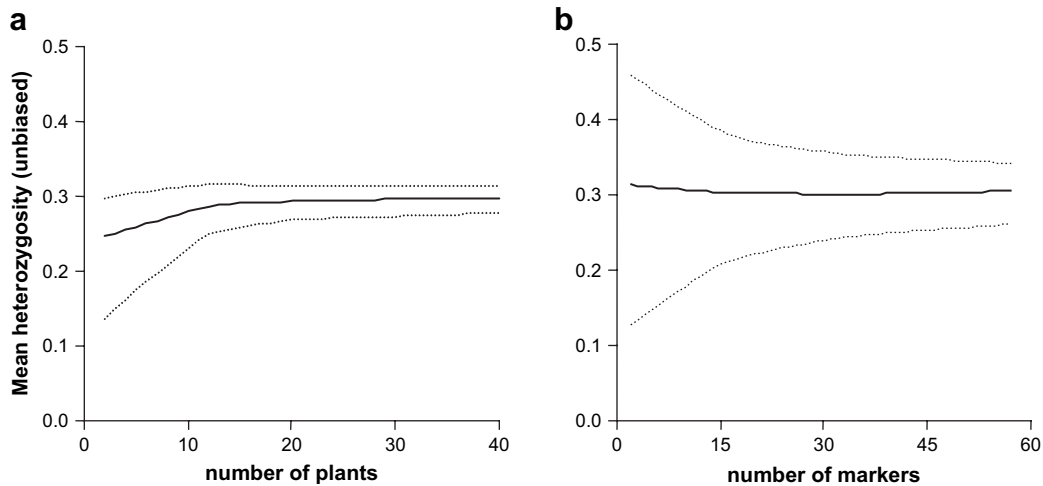 a
Mean heterozygosity (unbiased)
0.5
0.4
0.3
0.2
0.1
0.0
0 10 20 30 40
number of plants
b
0.5
0.4
0.3
0.2
0.1
0.0
0 15 30 45 60
number of markers